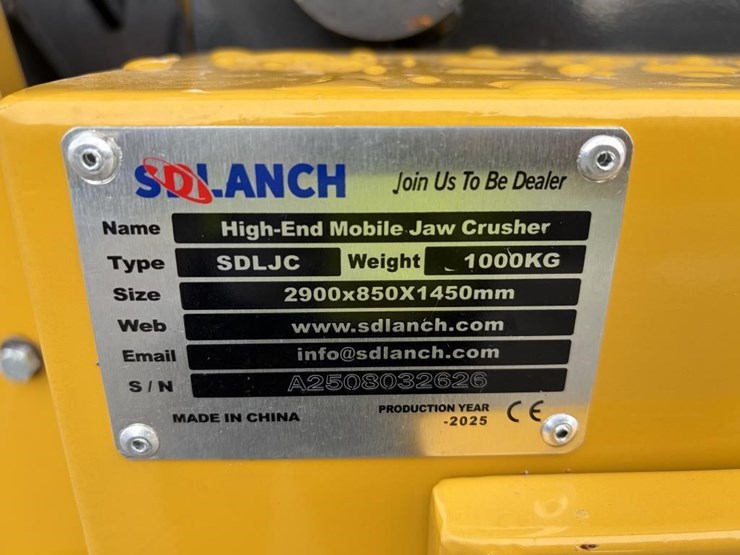 SDLANCH Join Us To Be Dealer
Name High-End Mobile Jaw Crusher
Type SDLJC Weight 1000KG
Size 2900x850X1450mm
Web www.sdlanch.com
Email info@sdlanch.com
S/N A2508032626
MADE IN CHINA PRODUCTION YEAR CE
-2025